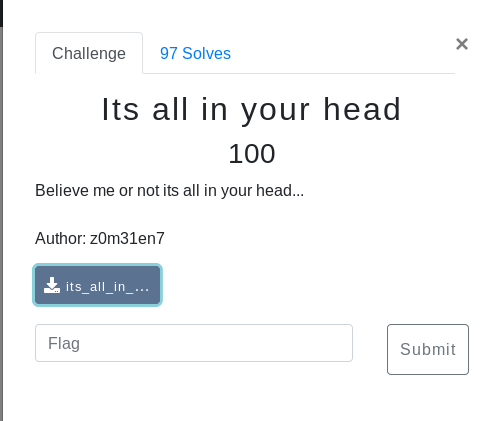 Challenge
97 Solves
×
Its all in your head
100
Believe me or not its all in your head...
Author: z0m31en7
its_all_in_...
Flag
Submit